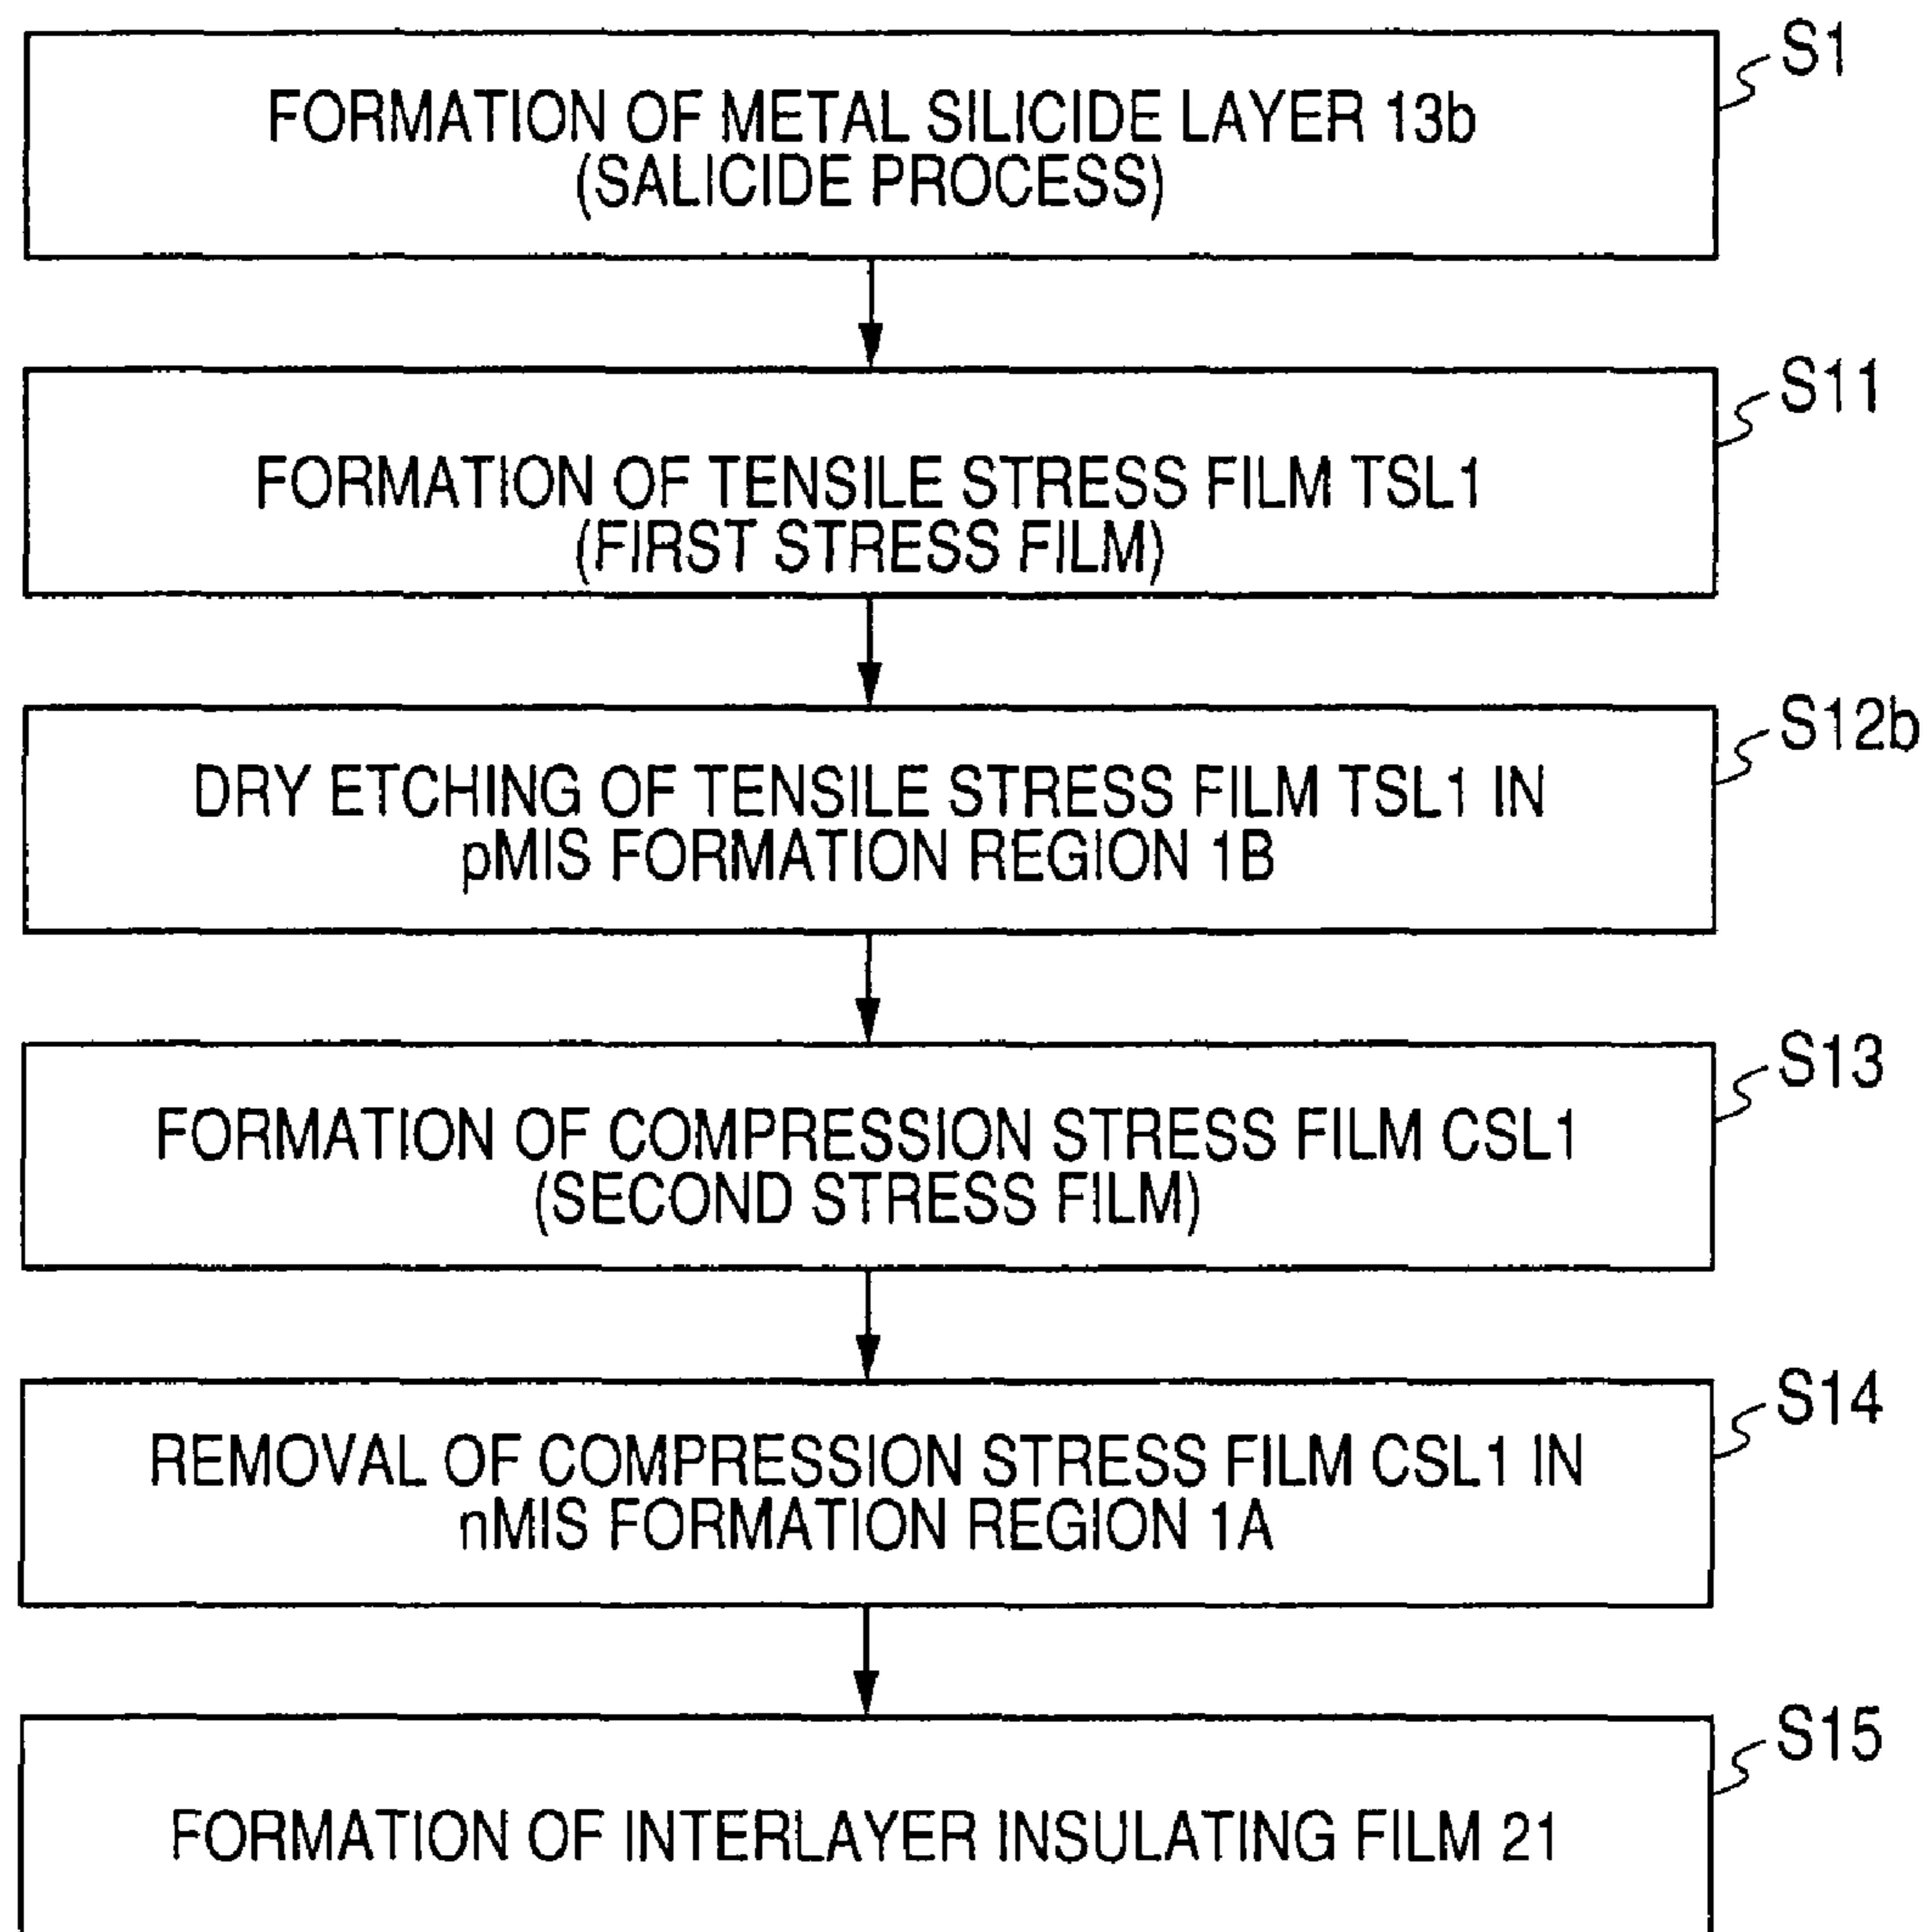 S1
FORMATION OF METAL SILICIDE LAYER 13b
(SALICIDE PROCESS)
S11
FORMATION OF TENSILE STRESS FILM TSL1
(FIRST STRESS FILM)
S12b
DRY ETCHING OF TENSILE STRESS FILM TSL1 IN
pMIS FORMATION REGION 1B
S13
FORMATION OF COMPRESSION STRESS FILM CSL1
(SECOND STRESS FILM)
S14
REMOVAL OF COMPRESSION STRESS FILM CSL1 IN
nMIS FORMATION REGION 1A
S15
FORMATION OF INTERLAYER INSULATING FILM 21